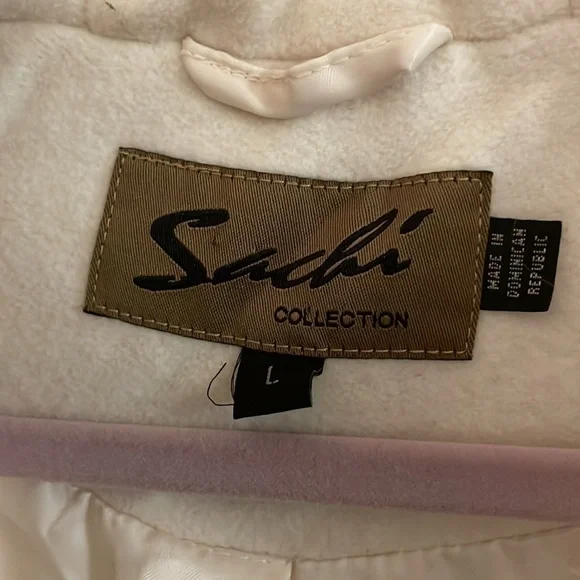 Sachi
COLLECTION
MADE IN
DOMINICAN
REPUBLIC
L